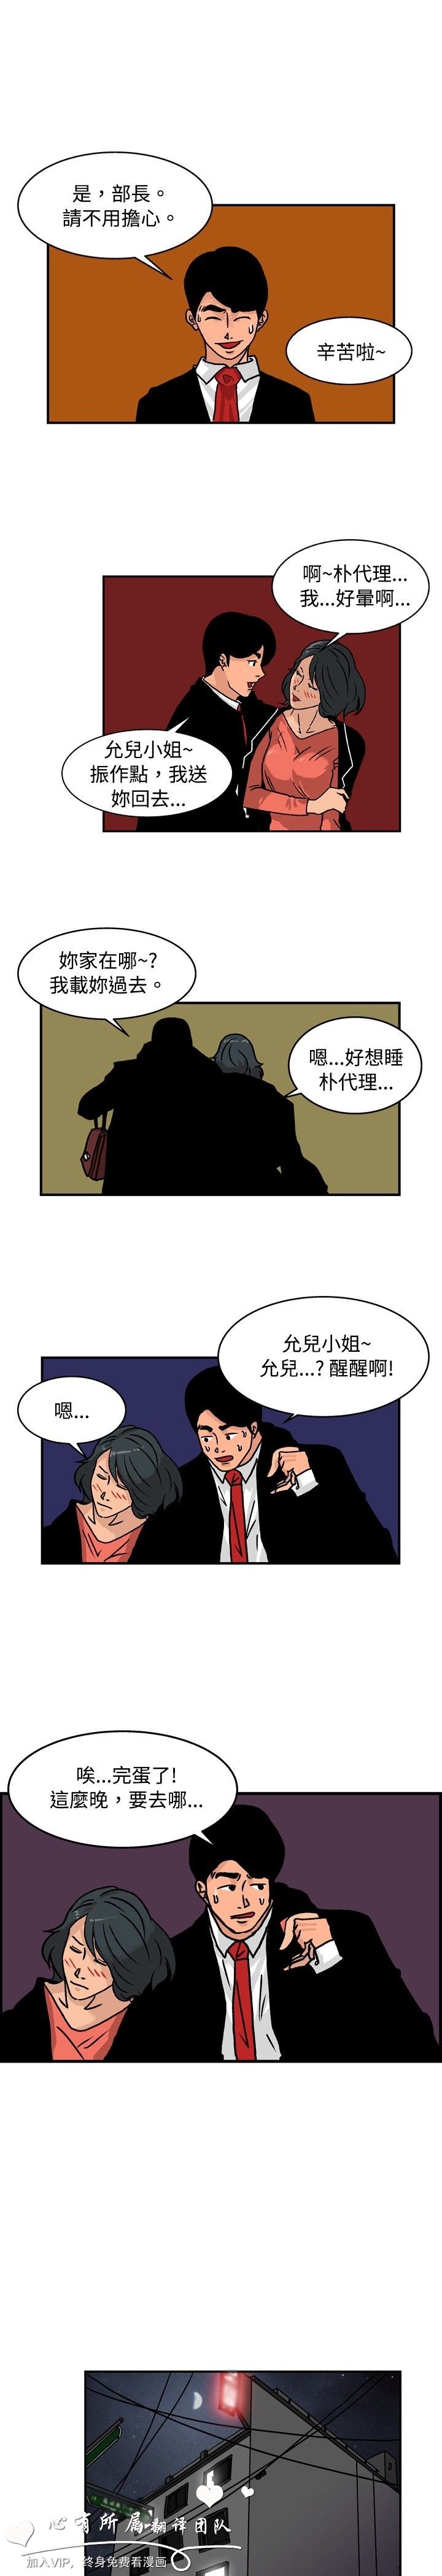 是，部長。
請不用擔心。
辛苦啦~
啊~朴代理...
我...好暈啊...
允兒小姐~
振作點，我送
妳回去...
妳家在哪~?
我載妳過去。
嗯...好想睡
朴代理...
允兒小姐~
允兒...? 醒醒啊!
嗯...
唉...完蛋了!
這麼晚，要去哪...
心有所属翻译团队
加入VIP，终身免费看漫画